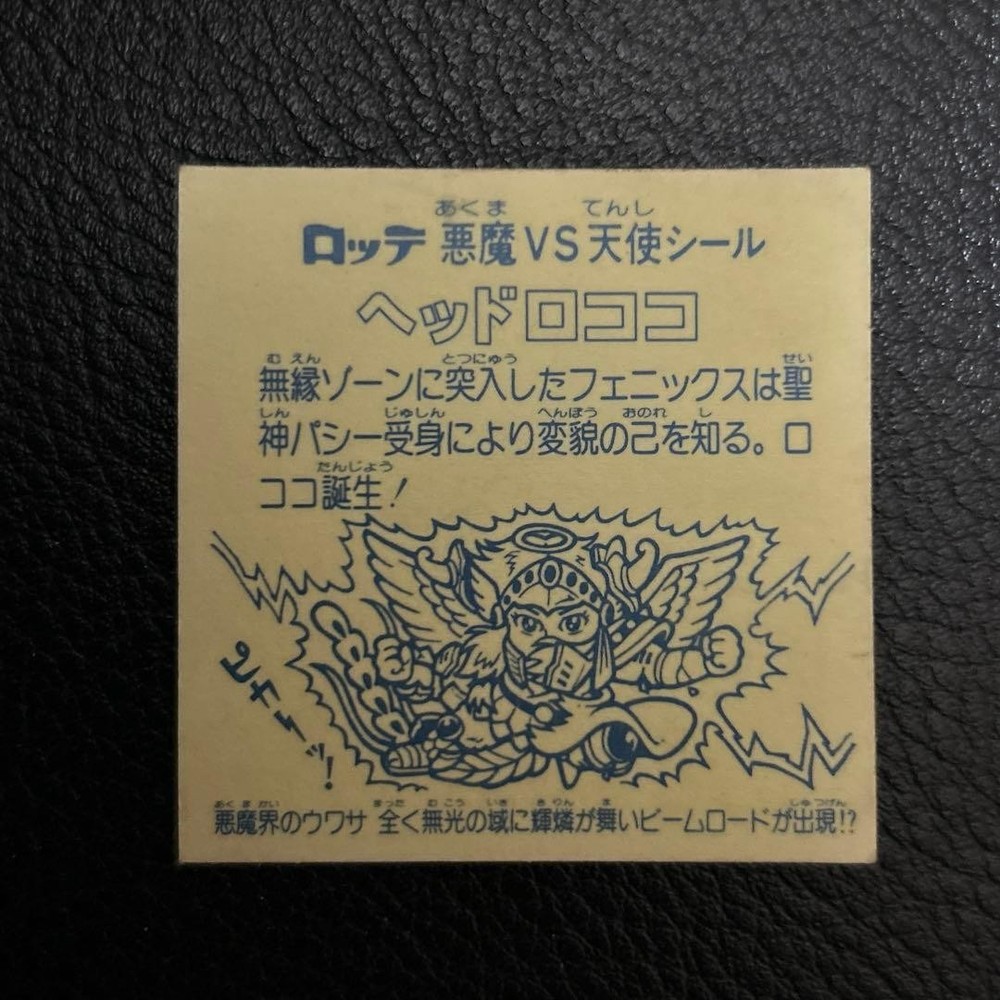 あくま てんし
ロッテ 悪魔VS天使シール
ヘッドロココ
むえん とつにゅう せい
無縁ゾーンに突入したフェニックスは聖
しん じゅしん へんぼう おのれ し
神パシー受身により変貌の己を知る。ロ
たんじょう
ココ誕生!
ピカーッ!
あくまかい まった むこう いき きりん ま しゅつげん
悪魔界のウワサ 全く無光の域に輝燐が舞いビームロードが出現!?